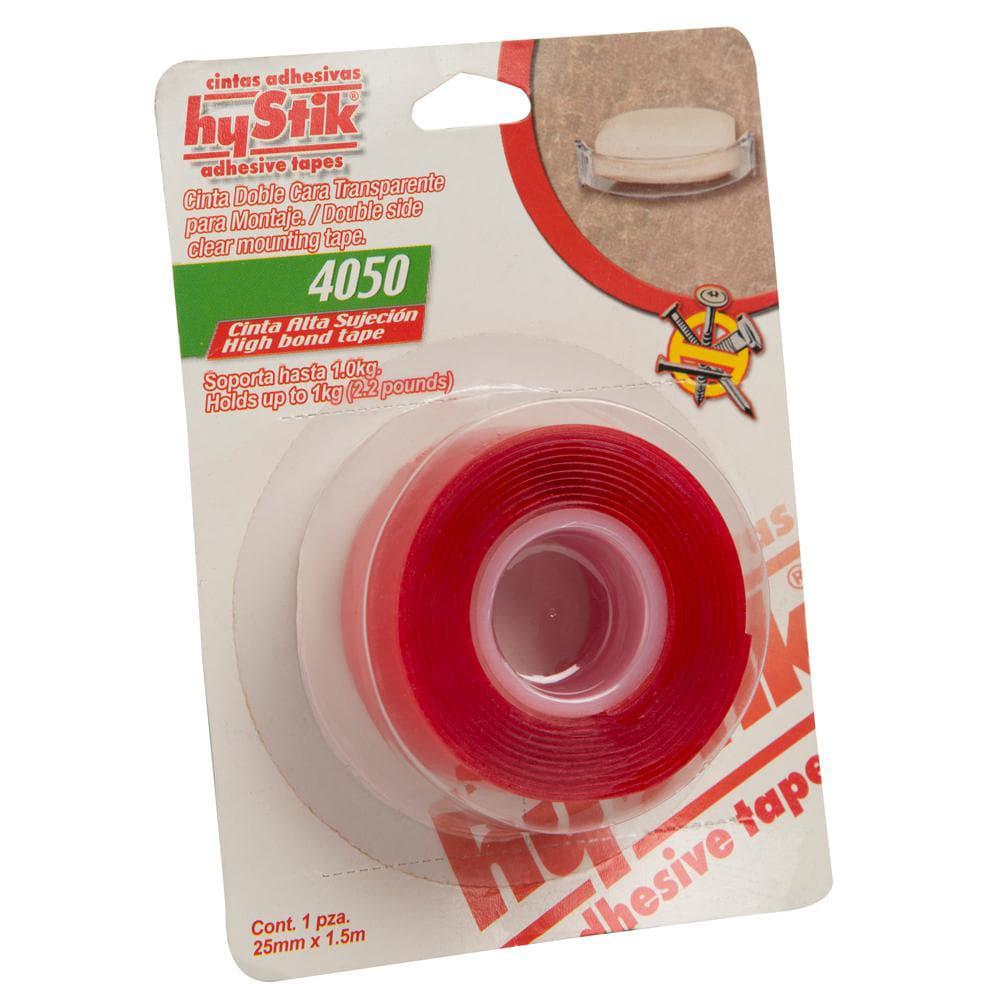 cintas adhesivas
hyStik®
adhesive tapes
Cinta Doble Cara Transparente
para Montaje. / Double side
clear mounting tape.
4050
Cinta Alta Sujeción
High bond tape
Soporta hasta 1.0kg.
Holds up to 1kg (2.2 pounds)
as
®
hystik
dhesive tape
Cont. 1 pza.
25mm x 1.5m